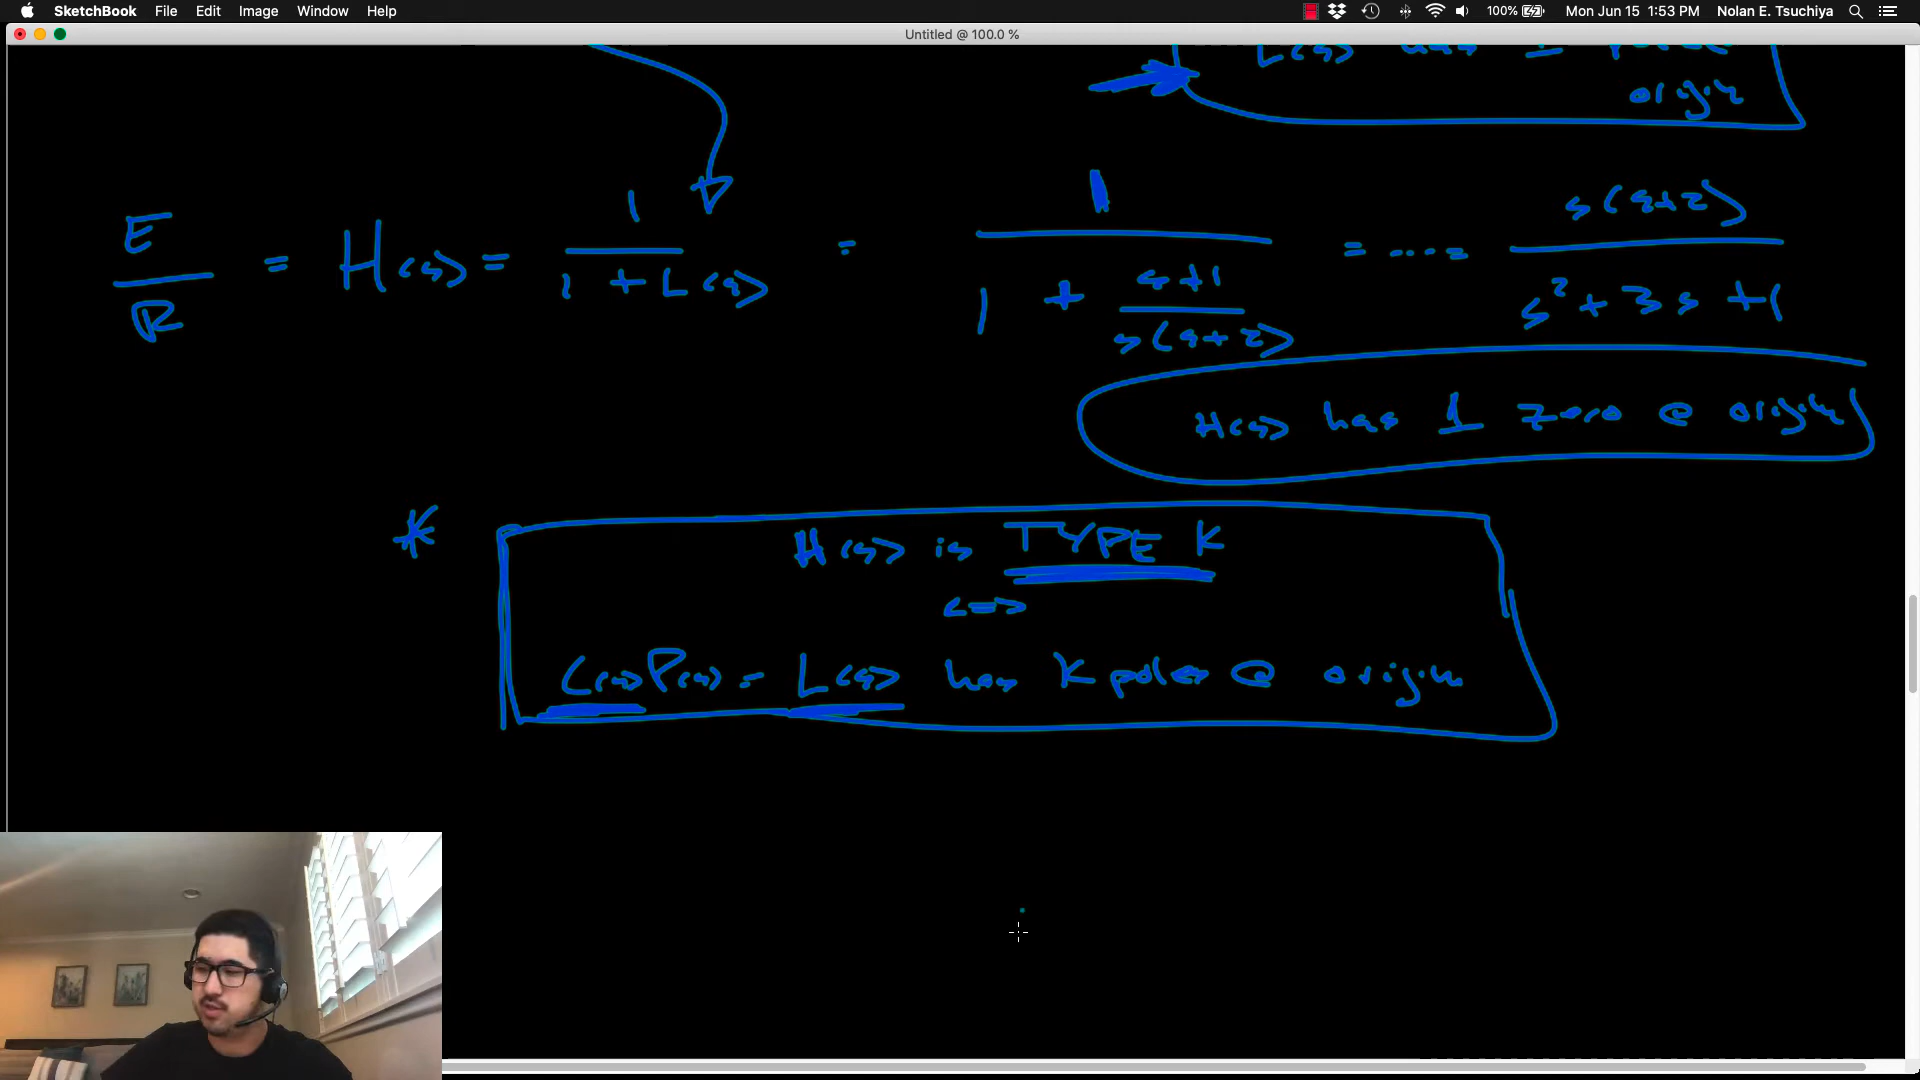 SketchBook File Edit Image Window Help 100% Mon Jun 15 1:53 PM Nolan E. Tsuchiya
Untitled @ 100.0 %
L(s) has 1
origin
E/R = H(s) = 1/(1 + L(s)) = 1/(1 + (s+1)/(s(s+2))) = ... = s(s+2)/(s² + 3s + 1)
H(s) has 1 zero @ origin
* H(s) is TYPE K
<=>
C(s)P(s) = L(s) has K poles @ origin